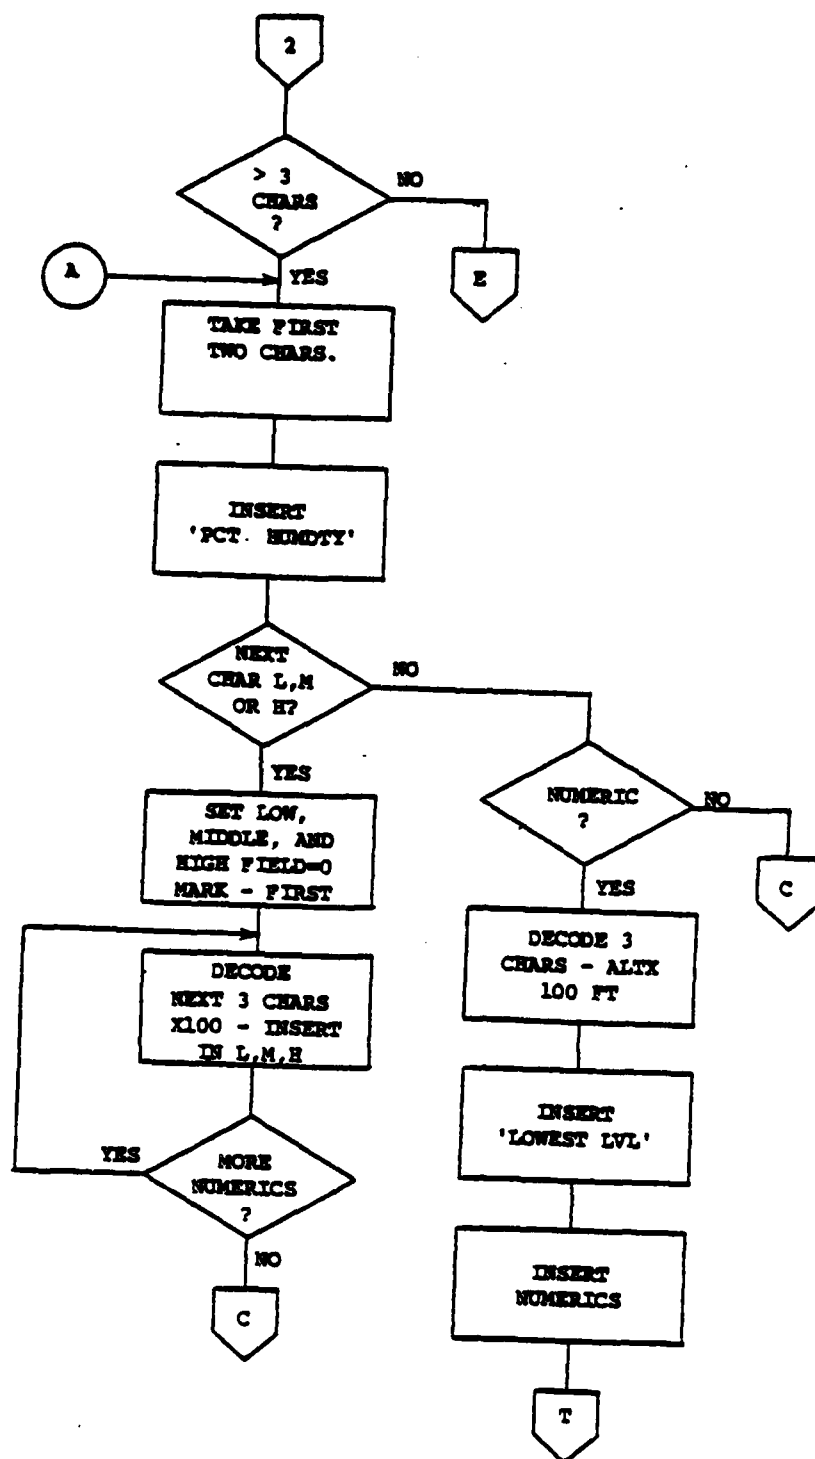 2
> 3
CHARS
?
NO
E
A
YES
TAKE FIRST
TWO CHARS.
INSERT
'PCT. HUMDTY'
NEXT
CHAR L,M
OR H?
NO
YES
SET LOW,
MIDDLE, AND
HIGH FIELD=0
MARK - FIRST
DECODE
NEXT 3 CHARS
X100 - INSERT
IN L,M,H
MORE
NUMERICS
?
YES
NO
C
NUMERIC
?
NO
C
YES
DECODE 3
CHARS - ALTX
100 FT
INSERT
'LOWEST LVL'
INSERT
NUMERICS
T